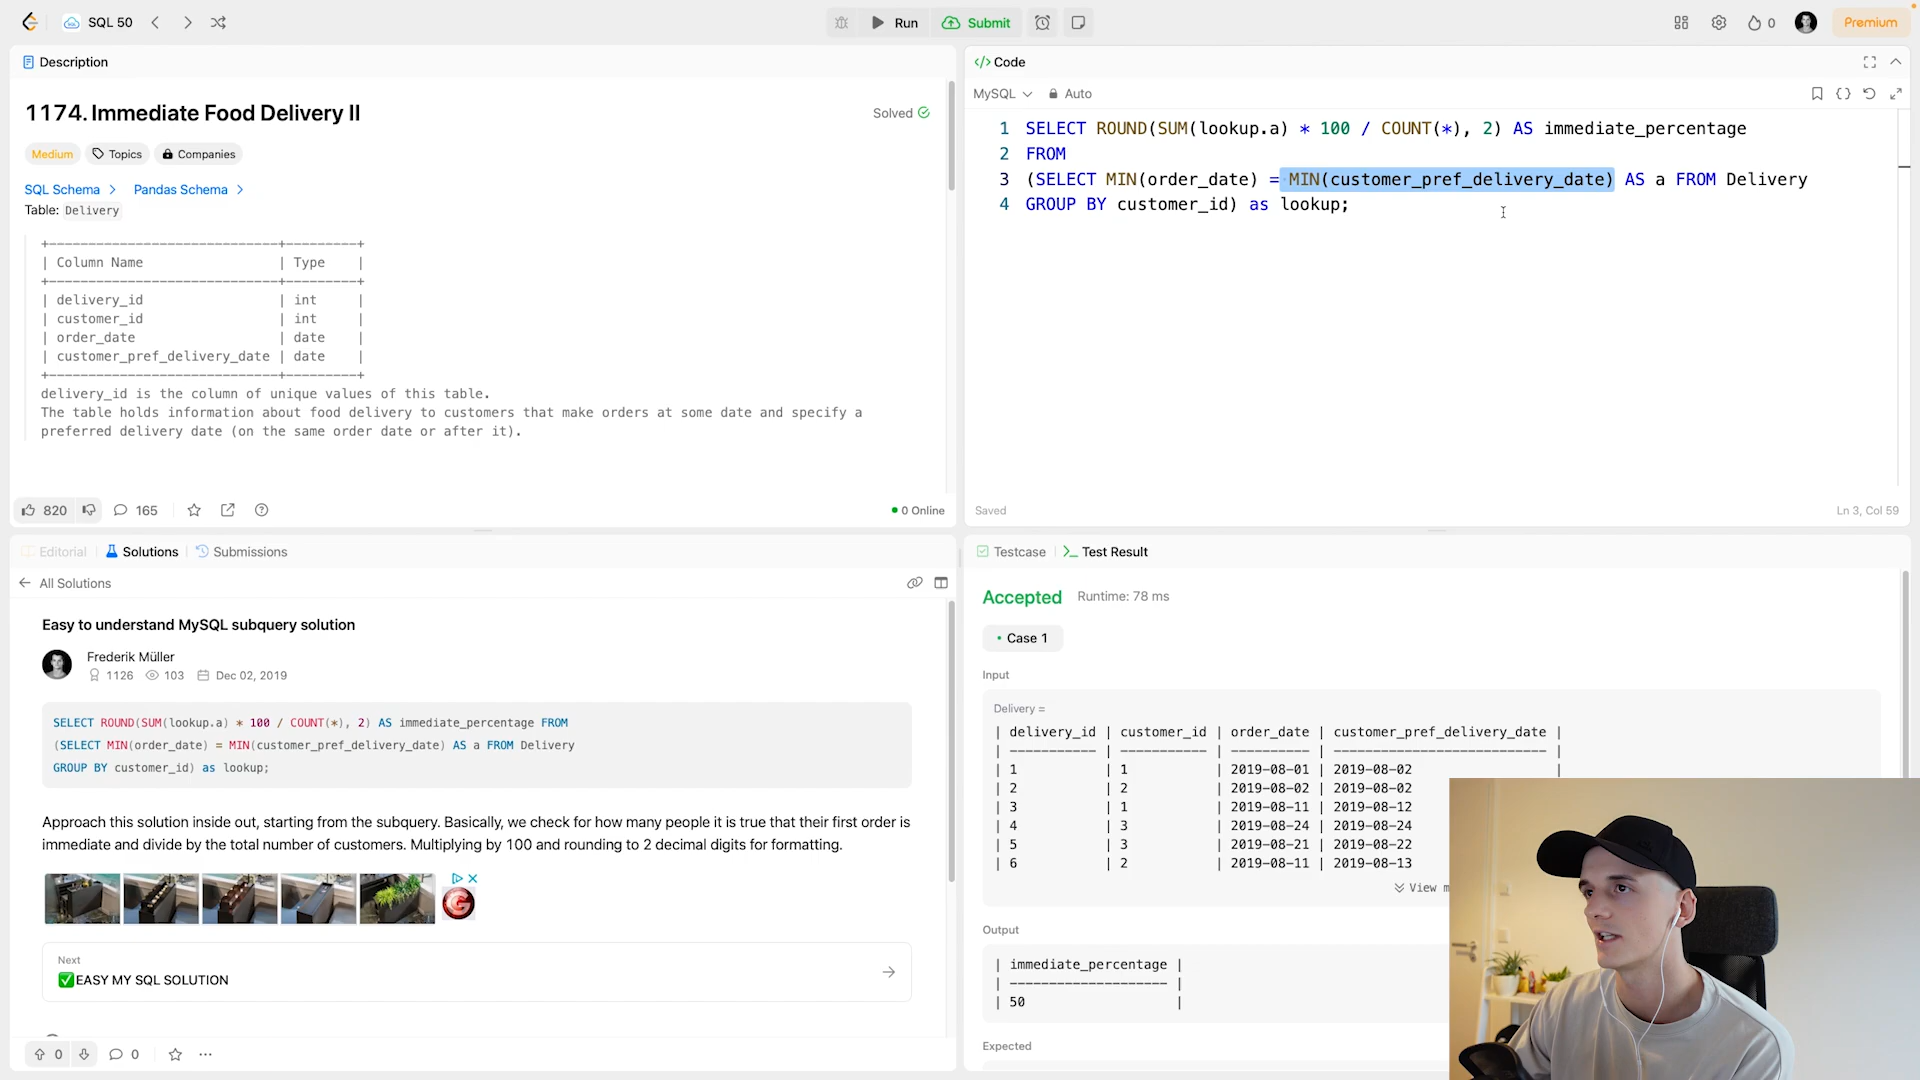 SQL 50
Run
Submit
0
Premium
Description
1174. Immediate Food Delivery II
Solved
Medium
Topics
Companies
SQL Schema
Pandas Schema
Table: Delivery
+-----------------------------+---------+
| Column Name | Type |
+-----------------------------+---------+
| delivery_id | int |
| customer_id | int |
| order_date | date |
| customer_pref_delivery_date | date |
+-----------------------------+---------+
delivery_id is the column of unique values of this table.
The table holds information about food delivery to customers that make orders at some date and specify a
preferred delivery date (on the same order date or after it).
820
165
0 Online
</> Code
MySQL
Auto
1 SELECT ROUND(SUM(lookup.a) * 100 / COUNT(*), 2) AS immediate_percentage
2 FROM
3 (SELECT MIN(order_date) = MIN(customer_pref_delivery_date) AS a FROM Delivery
4 GROUP BY customer_id) as lookup;
Saved
Ln 3, Col 59
Editorial
Solutions
Submissions
All Solutions
Easy to understand MySQL subquery solution
Frederik Müller
1126
103
Dec 02, 2019
SELECT ROUND(SUM(lookup.a) * 100 / COUNT(*), 2) AS immediate_percentage FROM
(SELECT MIN(order_date) = MIN(customer_pref_delivery_date) AS a FROM Delivery
GROUP BY customer_id) as lookup;
Approach this solution inside out, starting from the subquery. Basically, we check for how many people it is true that their first order is
immediate and divide by the total number of customers. Multiplying by 100 and rounding to 2 decimal digits for formatting.
Next
✅EASY MY SQL SOLUTION
0
0
Testcase
Test Result
Accepted
Runtime: 78 ms
Case 1
Input
Delivery =
| delivery_id | customer_id | order_date | customer_pref_delivery_date |
| ----------- | ----------- | ---------- | --------------------------- |
| 1 | 1 | 2019-08-01 | 2019-08-02 |
| 2 | 2 | 2019-08-02 | 2019-08-02
| 3 | 1 | 2019-08-11 | 2019-08-12
| 4 | 3 | 2019-08-24 | 2019-08-24
| 5 | 3 | 2019-08-21 | 2019-08-22
| 6 | 2 | 2019-08-11 | 2019-08-13
View m
Output
| immediate_percentage |
| -------------------- |
| 50 |
Expected